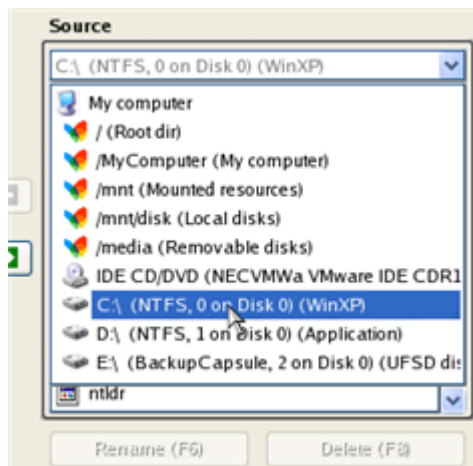 Source
C:\ (NTFS, 0 on Disk 0) (WinXP)
My computer
/ (Root dir)
/MyComputer (My computer)
/mnt (Mounted resources)
/mnt/disk (Local disks)
/media (Removable disks)
IDE CD/DVD (NECVMWa VMware IDE CDR1
C:\ (NTFS, 0 on Disk 0) (WinXP)
D:\ (NTFS, 1 on Disk 0) (Application)
E:\ (BackupCapsule, 2 on Disk 0) (UFSD dis
ntldr
Rename (F6) Delete (F8)